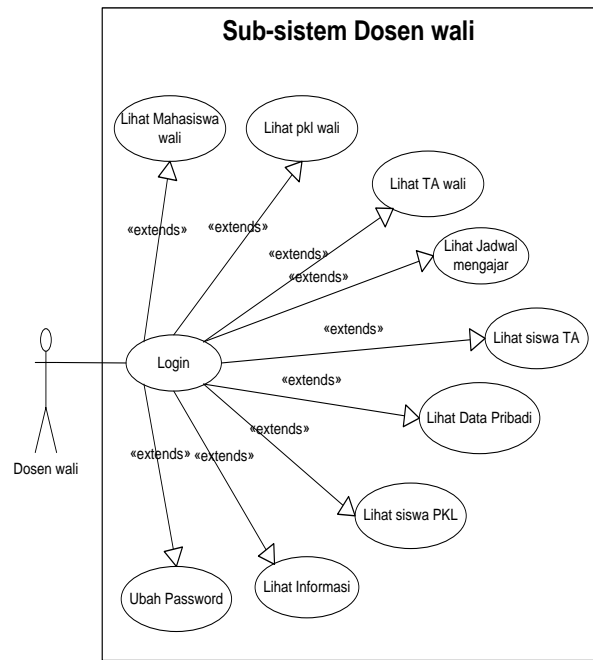 Sub-sistem Dosen wali
Lihat Mahasiswa
wali
Lihat pkl wali
Lihat TA wali
Lihat Jadwal
mengajar
Lihat siswa TA
Lihat Data Pribadi
Lihat siswa PKL
Lihat Informasi
Ubah Password
Login
Dosen wali
«extends»
«extends»
«extends»
«extends»
«extends»
«extends»
«extends»
«extends»
«extends»